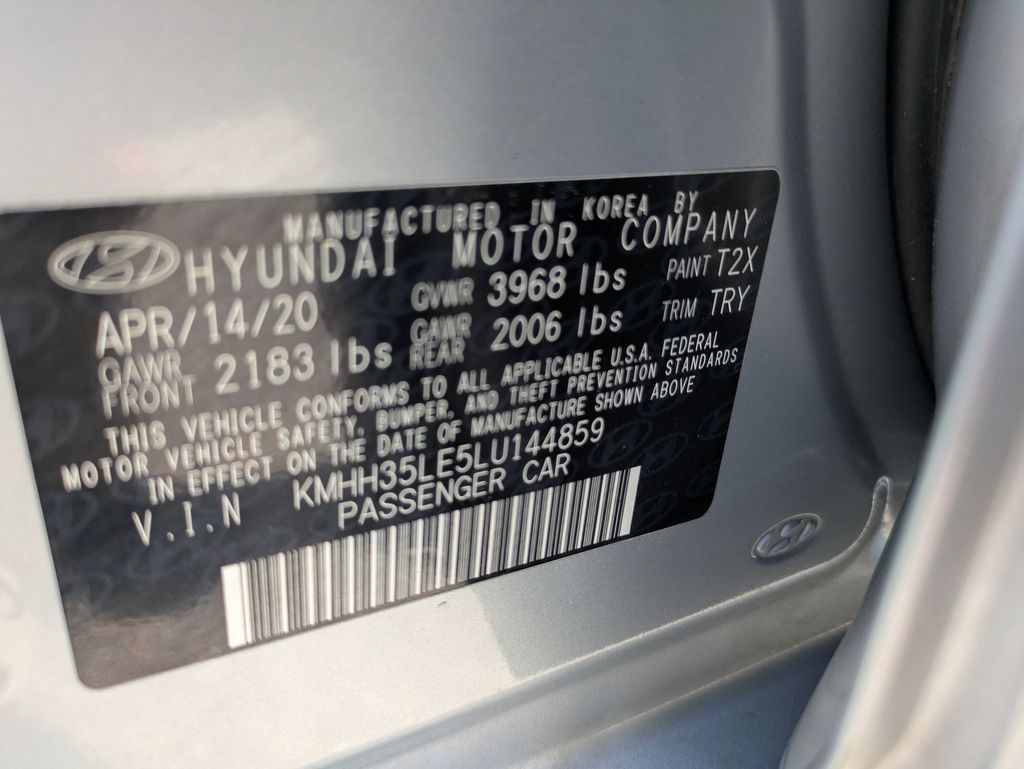 MANUFACTURED IN KOREA BY
HYUNDAI MOTOR COMPANY
APR/14/20 GVWR 3968 lbs PAINT T2X
GAWR FRONT 2183 lbs GAWR REAR 2006 lbs TRIM TRY
THIS VEHICLE CONFORMS TO ALL APPLICABLE U.S.A. FEDERAL
MOTOR VEHICLE SAFETY, BUMPER, AND THEFT PREVENTION STANDARDS
IN EFFECT ON THE DATE OF MANUFACTURE SHOWN ABOVE
V.I.N KMHH35LE5LU144859
PASSENGER CAR